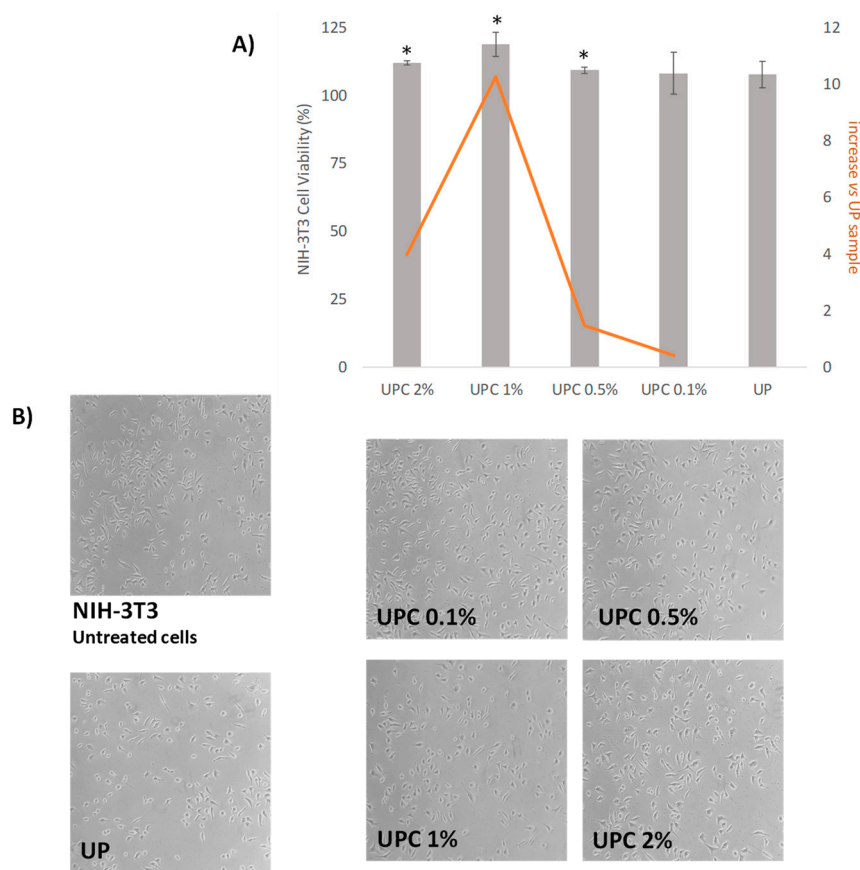 A)
125
100
75
50
25
0
NIH-3T3 Cell Viability (%)
* * *
12
10
8
6
4
2
0
increase vs UP sample
UPC 2% UPC 1% UPC 0.5% UPC 0.1% UP
B)
NIH-3T3
Untreated cells
UPC 0.1%
UPC 0.5%
UP
UPC 1%
UPC 2%